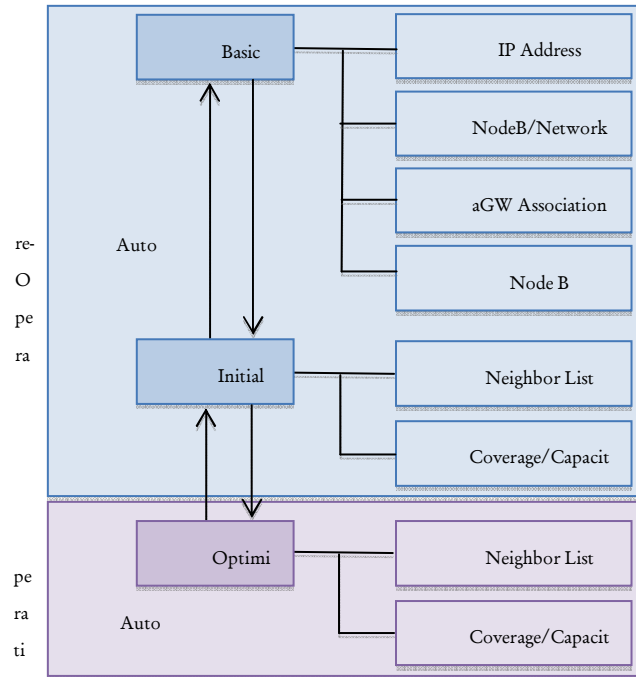 Basic
IP Address
NodeB/Network
aGW Association
Node B
re-
O
pe
ra
Auto
Initial
Neighbor List
Coverage/Capacit
Optimi
Neighbor List
Coverage/Capacit
pe
ra
ti
Auto